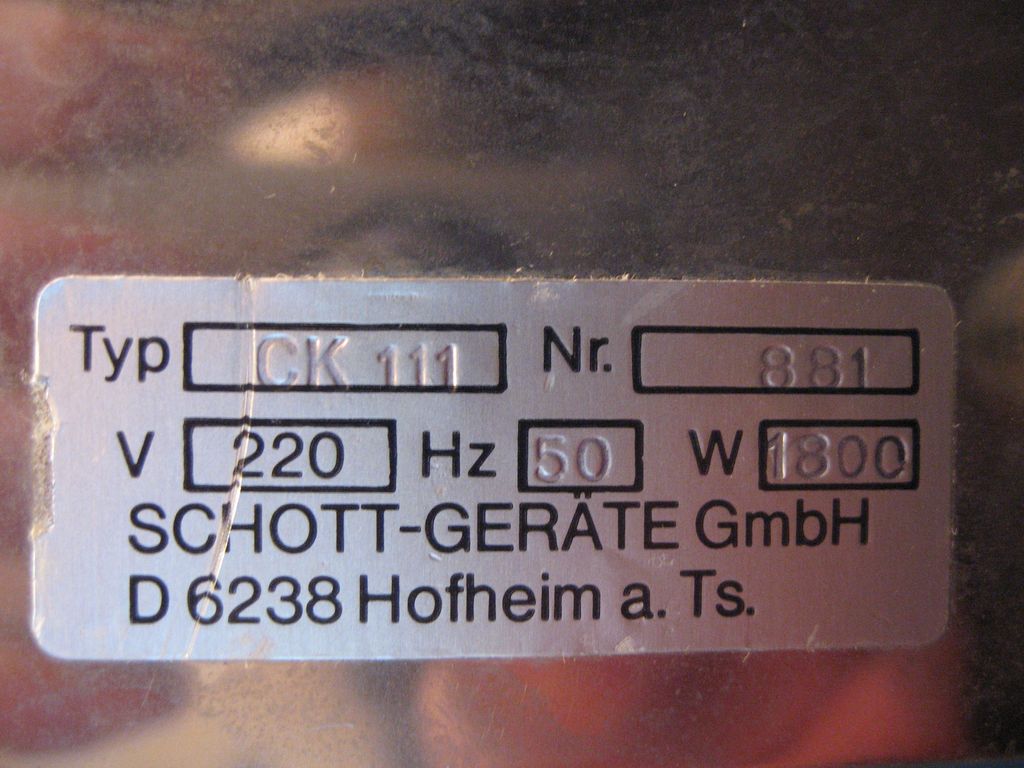 Typ CK 111 Nr. 881
V 220 Hz 50 W 1800
SCHOTT-GERÄTE GmbH
D 6238 Hofheim a. Ts.